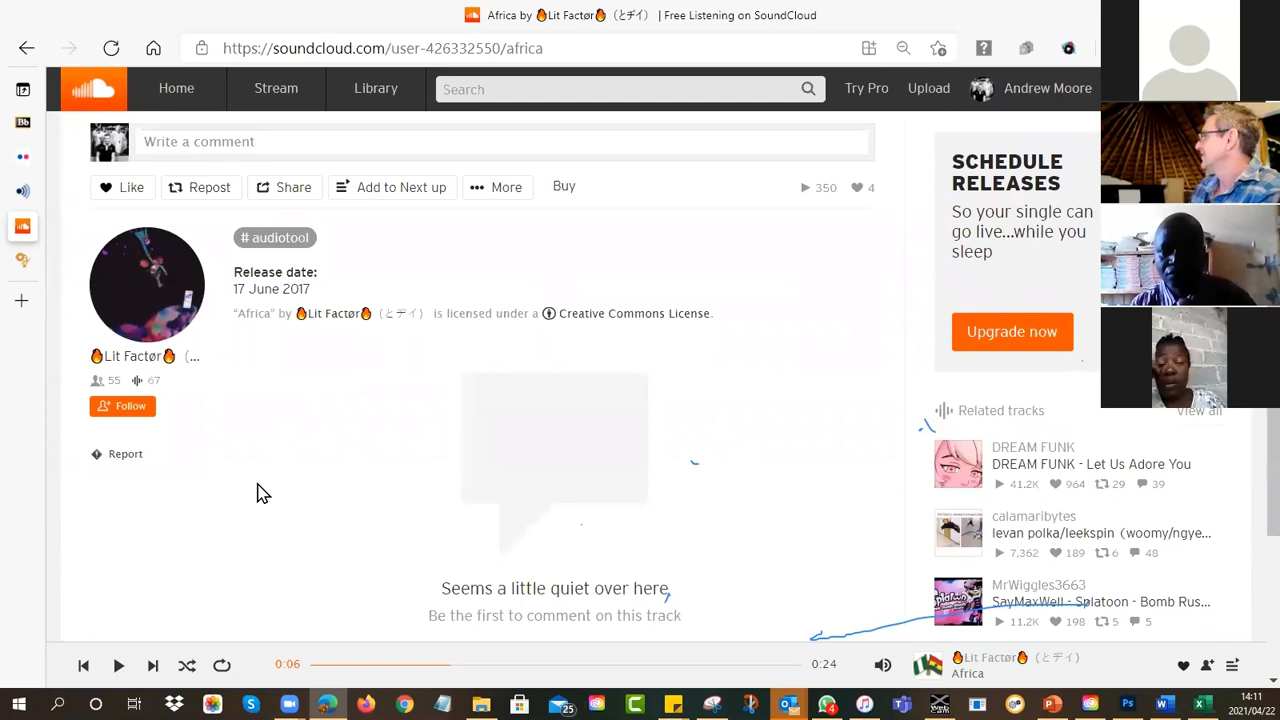 Africa by 🔥Lit Factør🔥（とデイ） | Free Listening on SoundCloud
https://soundcloud.com/user-426332550/africa
Home Stream Library Search Try Pro Upload Andrew Moore
Write a comment
Like Repost Share Add to Next up More Buy 350 4
# audiotool
Release date:
17 June 2017
“Africa” by 🔥Lit Factør🔥（とデイ） is licensed under a Creative Commons License.
🔥Lit Factør🔥 （...
55 67
Follow
Report
Seems a little quiet over here
Be the first to comment on this track
SCHEDULE
RELEASES
So your single can
go live...while you
sleep
Upgrade now
Related tracks View all
DREAM FUNK
DREAM FUNK - Let Us Adore You
41.2K 964 29 39
calamaribytes
Ievan polka/leekspin（woomy/ngye...
7,362 189 6 48
MrWiggles3663
SayMaxWell - Splatoon - Bomb Rus...
11.2K 198 5 5
0:06 0:24
🔥Lit Factør🔥（とデイ）
Africa
Bb
25
4
14:11
2021/04/22